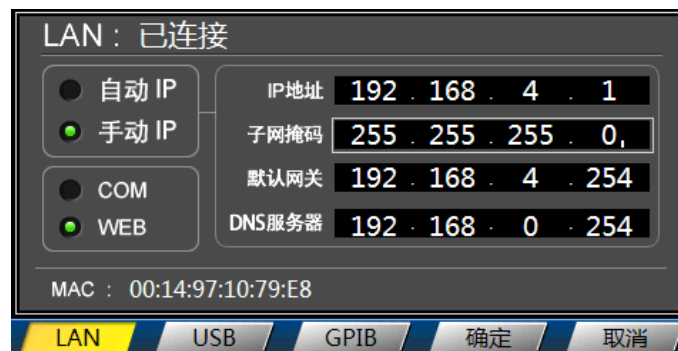 LAN： 已连接
自动 IP
手动 IP
COM
WEB
IP地址 192 . 168 . 4 . 1
子网掩码 255 . 255 . 255 . 0,
默认网关 192 . 168 . 4 . 254
DNS服务器 192 . 168 . 0 . 254
MAC : 00:14:97:10:79:E8
LAN USB GPIB 确定 取消